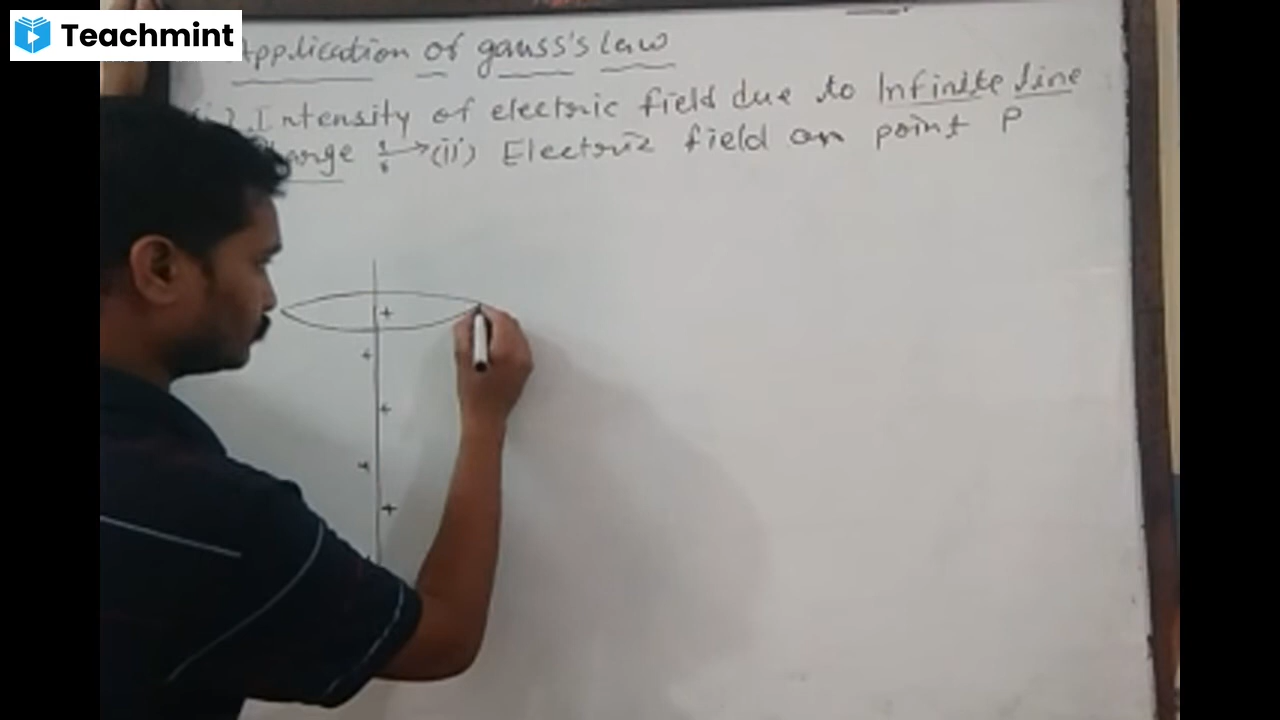 Teachmint
Application of gauss's Law
Intensity of electric field due to Infinite line
charge :-> (ii) Electric field on point P
+
+
+
+
+